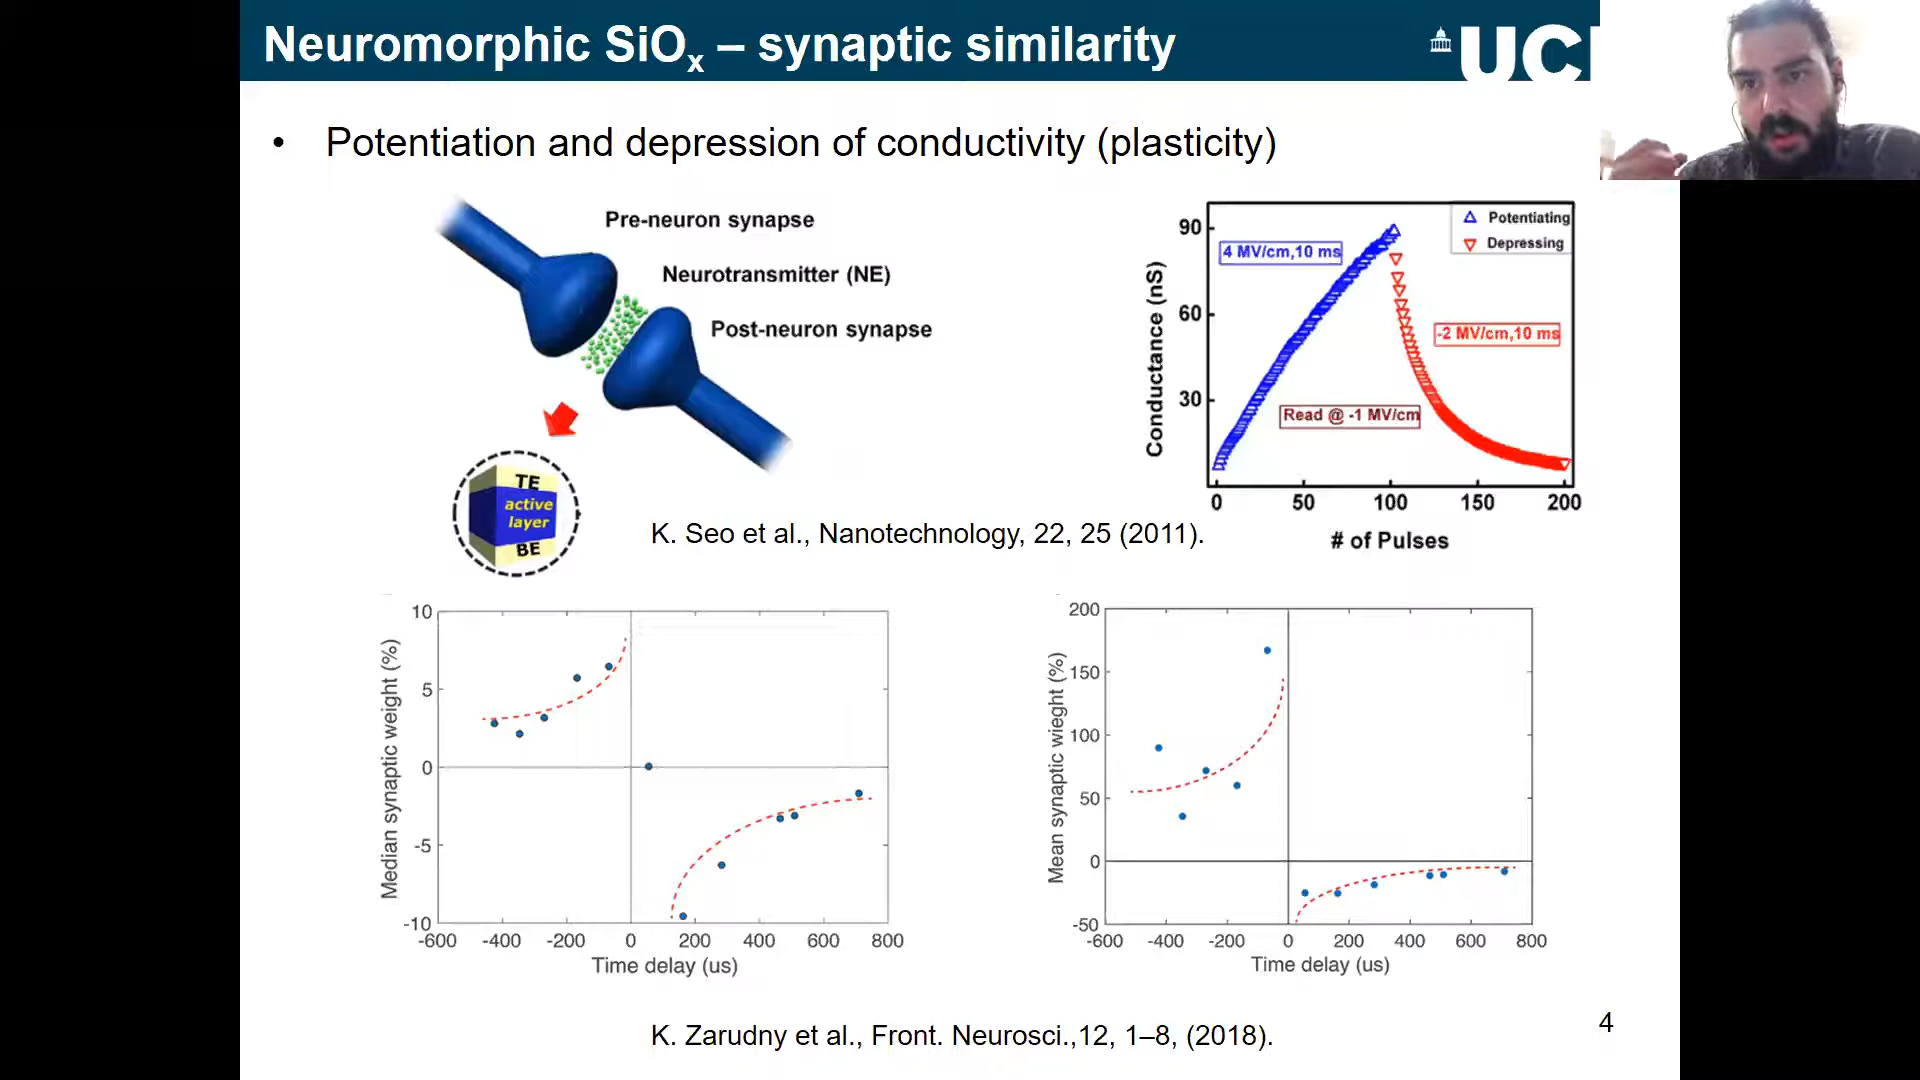 Neuromorphic SiOx – synaptic similarity
UCL
• Potentiation and depression of conductivity (plasticity)
Pre-neuron synapse
Neurotransmitter (NE)
Post-neuron synapse
TE
active
layer
BE
K. Seo et al., Nanotechnology, 22, 25 (2011).
Conductance (nS)
90
60
30
Potentiating
Depressing
4 MV/cm,10 ms
-2 MV/cm,10 ms
Read @ -1 MV/cm
0 50 100 150 200
# of Pulses
Median synaptic weight (%)
10
5
0
-5
-10
-600 -400 -200 0 200 400 600 800
Time delay (us)
Mean synaptic wieght (%)
200
150
100
50
0
-50
-600 -400 -200 0 200 400 600 800
Time delay (us)
K. Zarudny et al., Front. Neurosci.,12, 1–8, (2018).
4